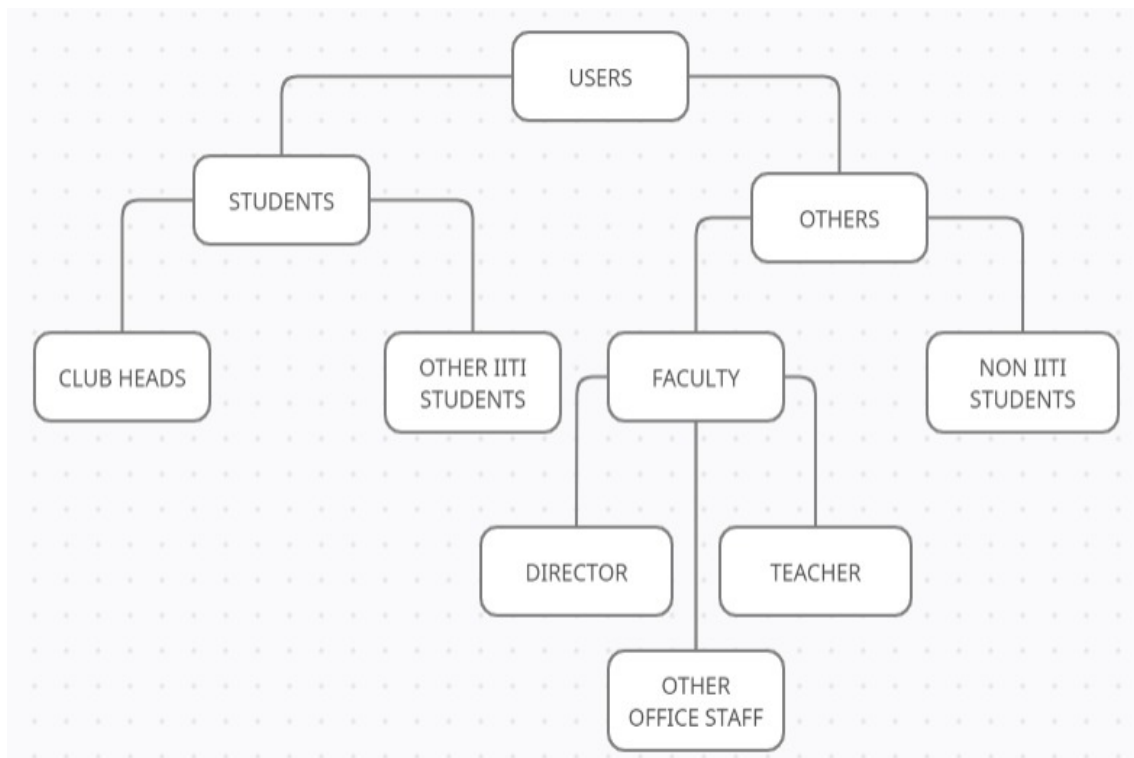 USERS
STUDENTS
OTHERS
CLUB HEADS
OTHER IITI
STUDENTS
FACULTY
NON IITI
STUDENTS
DIRECTOR
TEACHER
OTHER
OFFICE STAFF